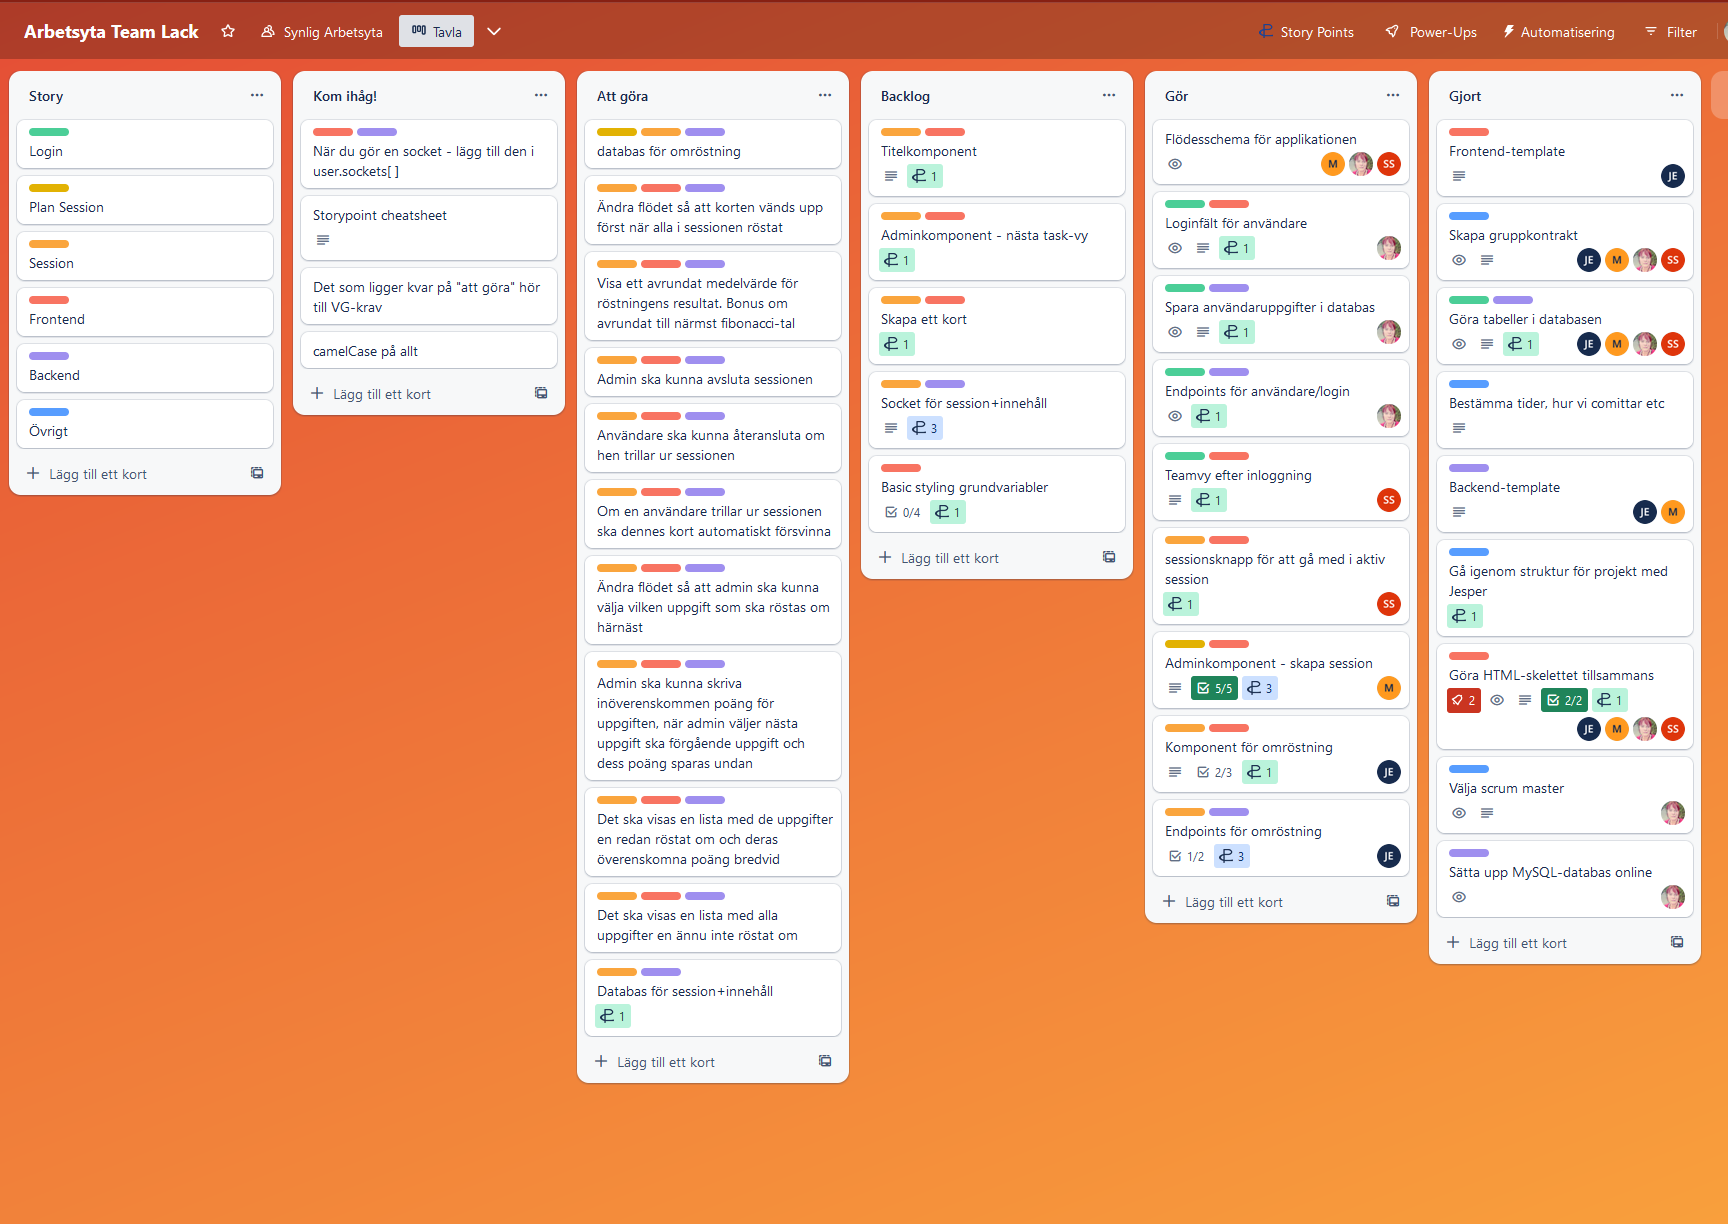 Arbetsyta Team Lack
Synlig Arbetsyta
Tavla
Story Points
Power-Ups
Automatisering
Filter
Story
Login
Plan Session
Session
Frontend
Backend
Övrigt
Lägg till ett kort
Kom ihåg!
När du gör en socket - lägg till den i
user.sockets[ ]
Storypoint cheatsheet
Det som ligger kvar på "att göra" hör
till VG-krav
camelCase på allt
Lägg till ett kort
Att göra
databas för omröstning
Ändra flödet så att korten vänds upp
först när alla i sessionen röstat
Visa ett avrundat medelvärde för
röstningens resultat. Bonus om
avrundat till närmst fibonacci-tal
Admin ska kunna avsluta sessionen
Användare ska kunna återansluta om
hen trillar ur sessionen
Om en användare trillar ur sessionen
ska dennes kort automatiskt försvinna
Ändra flödet så att admin ska kunna
välja vilken uppgift som ska röstas om
härnäst
Admin ska kunna skriva
inöverenskommen poäng för
uppgiften, när admin väljer nästa
uppgift ska förgående uppgift och
dess poäng sparas undan
Det ska visas en lista med de uppgifter
en redan röstat om och deras
överenskomna poäng bredvid
Det ska visas en lista med alla
uppgifter en ännu inte röstat om
Databas för session+innehåll
1
Lägg till ett kort
Backlog
Titelkomponent
1
Adminkomponent - nästa task-vy
1
Skapa ett kort
1
Socket för session+innehåll
3
Basic styling grundvariabler
0/4 1
Lägg till ett kort
Gör
Flödesschema för applikationen
M SS
Loginfält för användare
1
Spara användaruppgifter i databas
1
Endpoints för användare/login
1
Teamvy efter inloggning
1 SS
sessionsknapp för att gå med i aktiv
session
1 SS
Adminkomponent - skapa session
5/5 3 M
Komponent för omröstning
2/3 1 JE
Endpoints för omröstning
1/2 3 JE
Lägg till ett kort
Gjort
Frontend-template
JE
Skapa gruppkontrakt
JE M SS
Göra tabeller i databasen
1 JE M SS
Bestämma tider, hur vi comittar etc
Backend-template
JE M
Gå igenom struktur för projekt med
Jesper
1
Göra HTML-skelettet tillsammans
2 2/2 1
JE M SS
Välja scrum master
Sätta upp MySQL-databas online
Lägg till ett kort